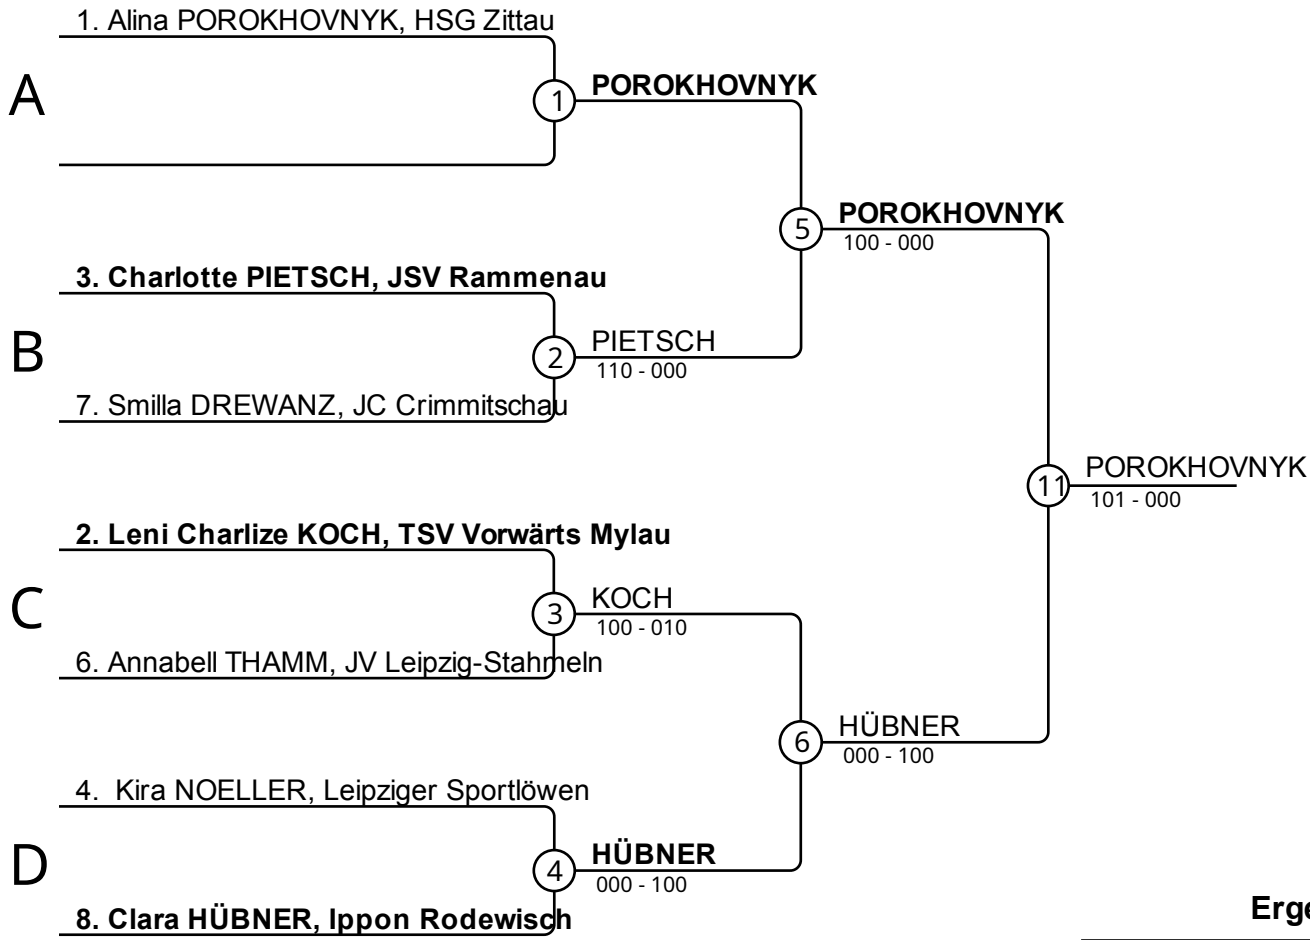 1. Alina POROKHOVNYK, HSG Zittau
A
1
POROKHOVNYK
5
POROKHOVNYK
100 - 000
3. Charlotte PIETSCH, JSV Rammenau
B
2
PIETSCH
110 - 000
7. Smilla DREWANZ, JC Crimmitschau
11
POROKHOVNYK
101 - 000
2. Leni Charlize KOCH, TSV Vorwärts Mylau
C
3
KOCH
100 - 010
6. Annabell THAMM, JV Leipzig-Stahmeln
6
HÜBNER
000 - 100
4. Kira NOELLER, Leipziger Sportlöwen
D
4
HÜBNER
000 - 100
8. Clara HÜBNER, Ippon Rodewisch